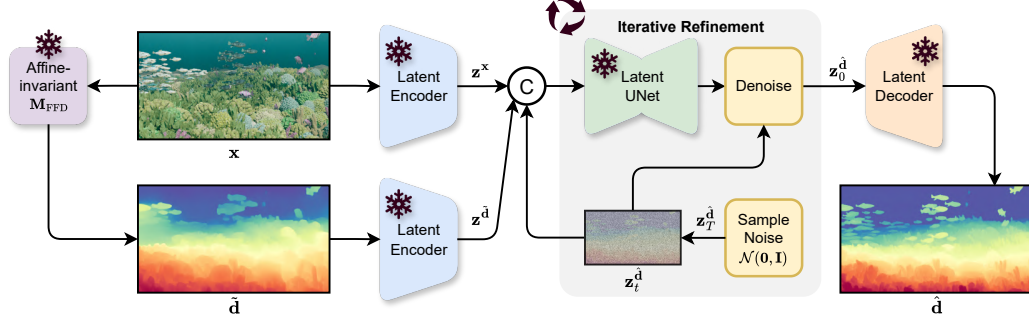 Affine-
invariant
M_FFD
x
d̃
Latent
Encoder
z^x
Latent
Encoder
z^d̃
C
Iterative Refinement
Latent
UNet
Denoise
z_t^d̂
z_T^d̂
Sample
Noise
𝒩(0, I)
z_0^d̂
Latent
Decoder
d̂